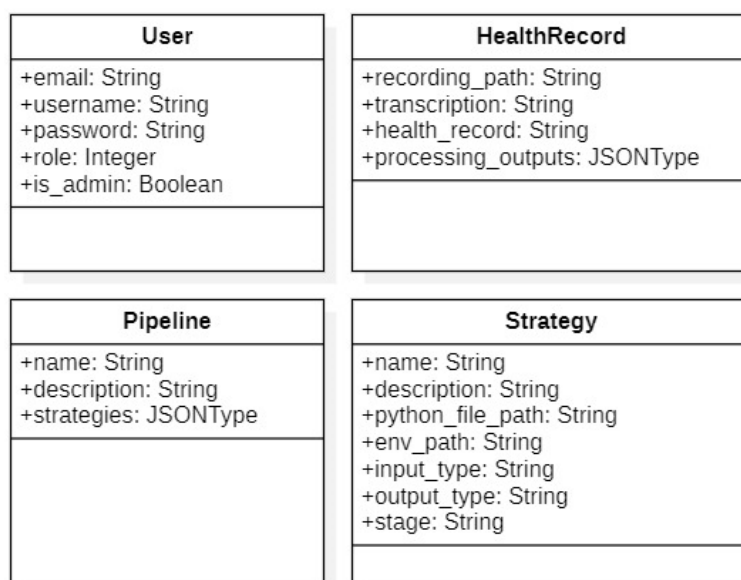 User
+email: String
+username: String
+password: String
+role: Integer
+is_admin: Boolean
HealthRecord
+recording_path: String
+transcription: String
+health_record: String
+processing_outputs: JSONType
Pipeline
+name: String
+description: String
+strategies: JSONType
Strategy
+name: String
+description: String
+python_file_path: String
+env_path: String
+input_type: String
+output_type: String
+stage: String